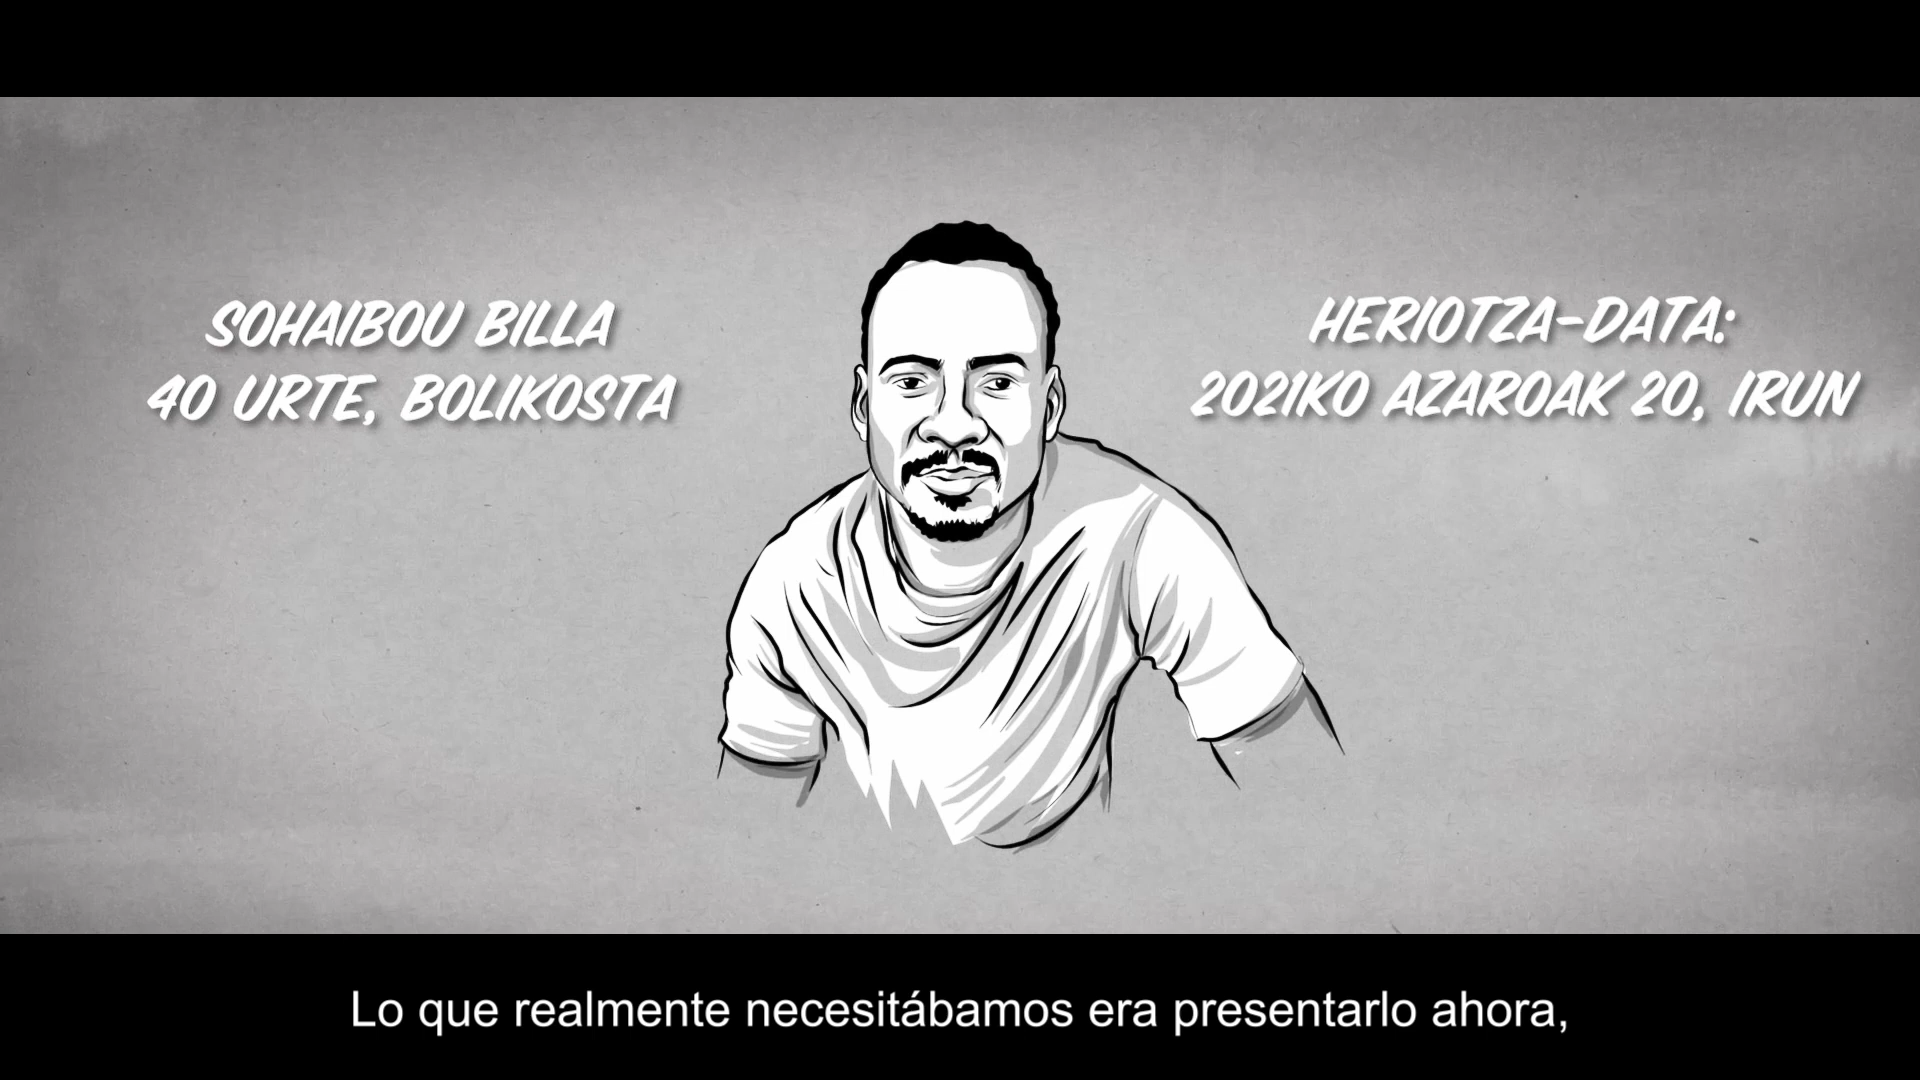 SOHAIBOU BILLA
40 URTE, BOLIKOSTA
HERIOTZA-DATA:
2021KO AZAROAK 20, IRUN
Lo que realmente necesitábamos era presentarlo ahora,